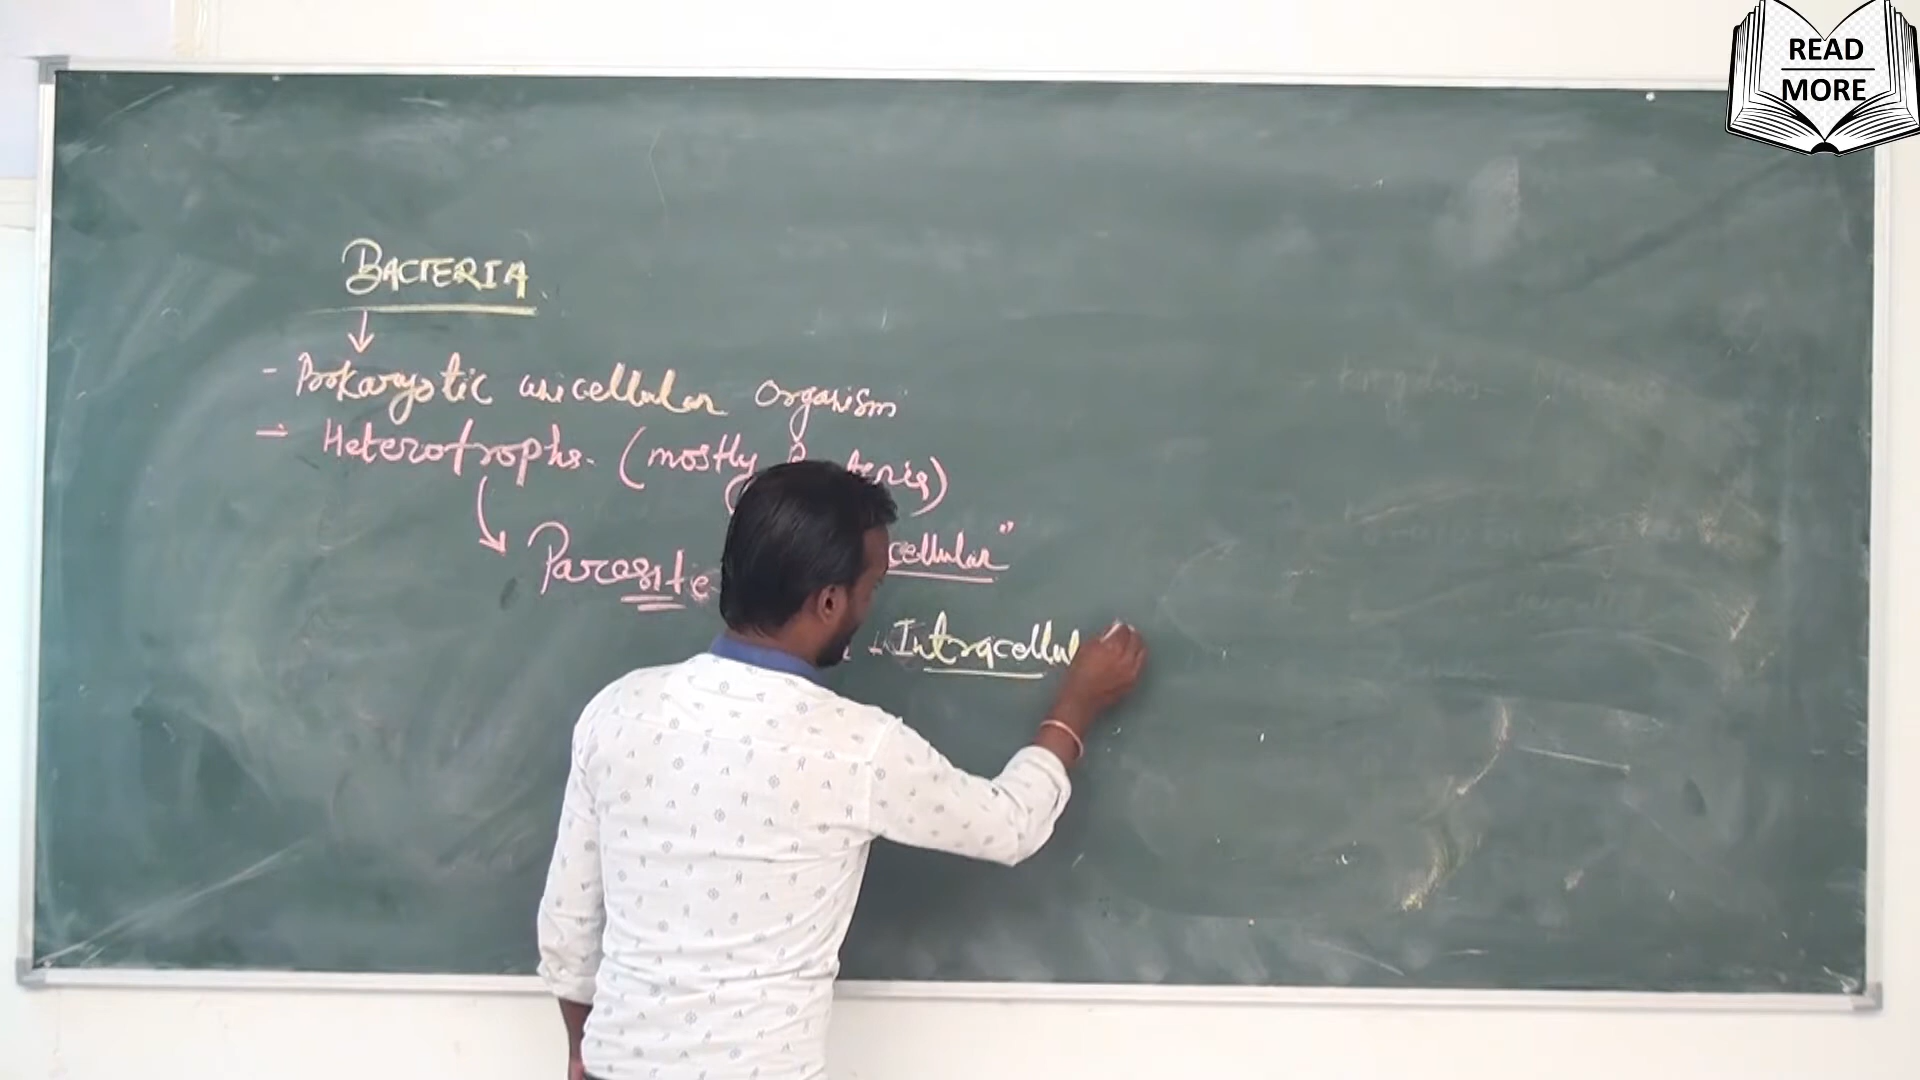 READ
MORE
BACTERIA
- Prokaryotic unicellular organism
- Heterotrophs. (mostly
Parasite cellular"
Intracellul